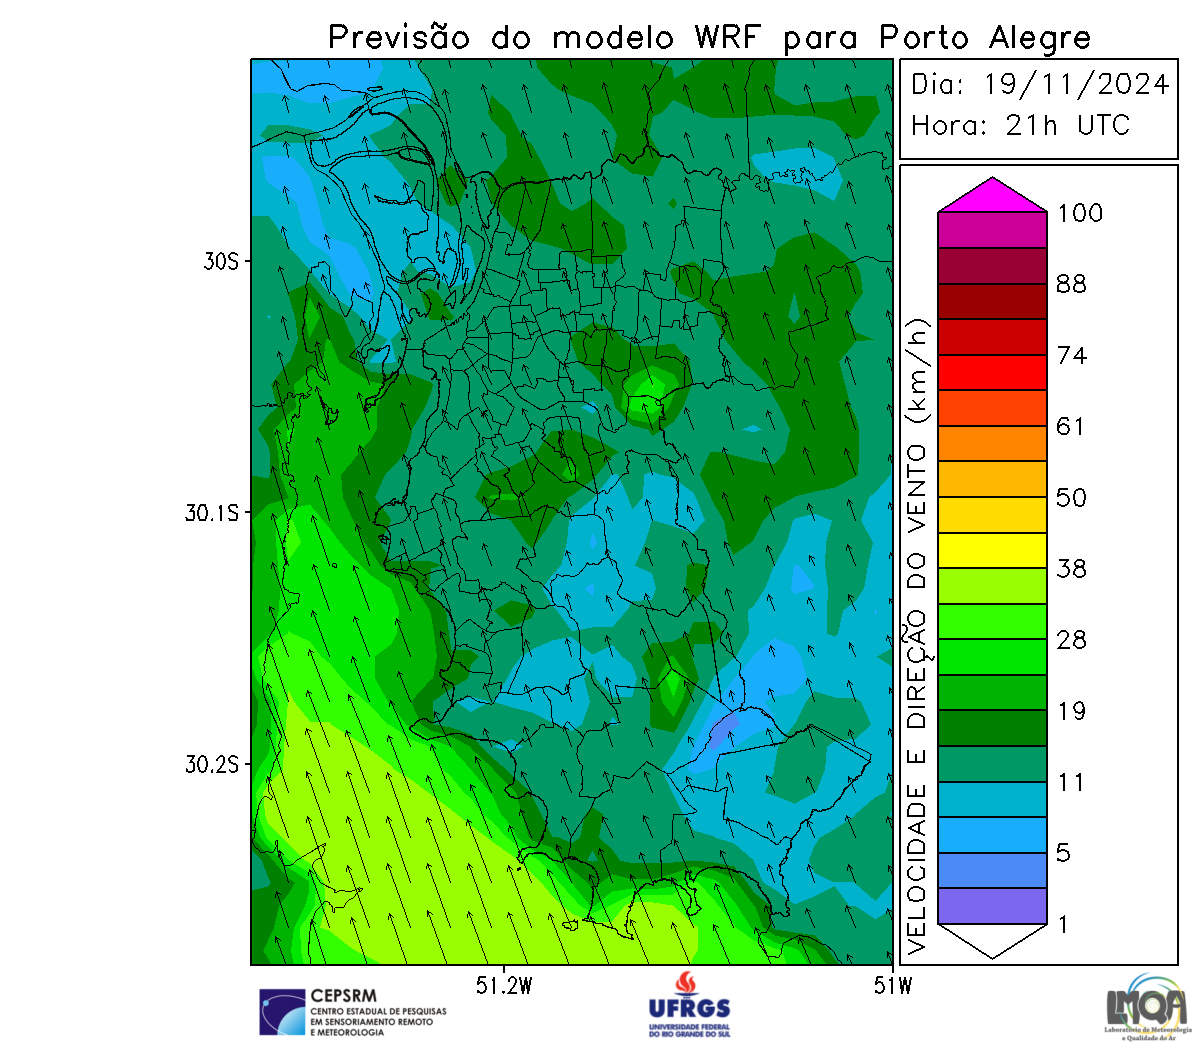 Previsão do modelo WRF para Porto Alegre
Dia: 19/11/2024
Hora: 21h UTC
100
88
74
61
50
38
28
19
11
5
1
VELOCIDADE E DIREÇÃO DO VENTO (km/h)
30S
30.1S
30.2S
51.2W
51W
CEPSRM
CENTRO ESTADUAL DE PESQUISAS
EM SENSORIAMENTO REMOTO
E METEOROLOGIA
UFRGS
UNIVERSIDADE FEDERAL
DO RIO GRANDE DO SUL
LMQA
Laboratório de Meteorologia
e Qualidade do Ar